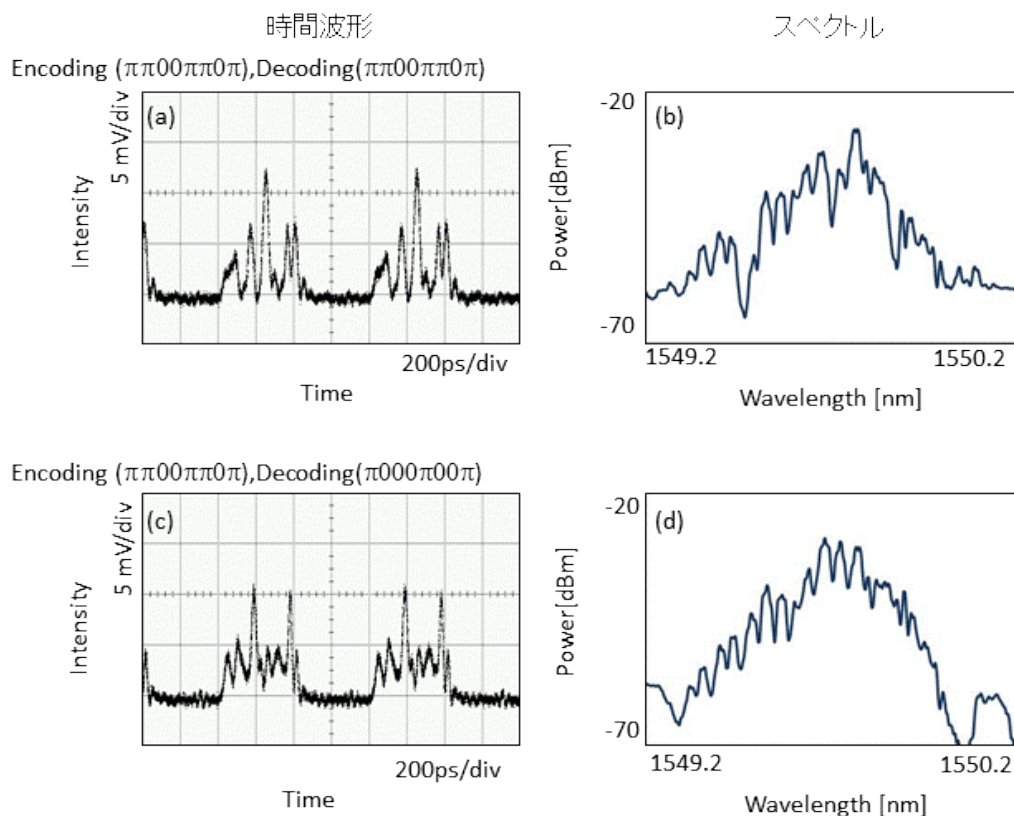 時間波形
スペクトル
Encoding (ππ00ππ0π),Decoding(ππ00ππ0π)
(a)
5 mV/div
Intensity
200ps/div
Time
-20
(b)
Power[dBm]
-70
1549.2
1550.2
Wavelength [nm]
Encoding (ππ00ππ0π),Decoding(π000π00π)
(c)
5 mV/div
Intensity
200ps/div
Time
-20
(d)
Power[dBm]
-70
1549.2
1550.2
Wavelength [nm]